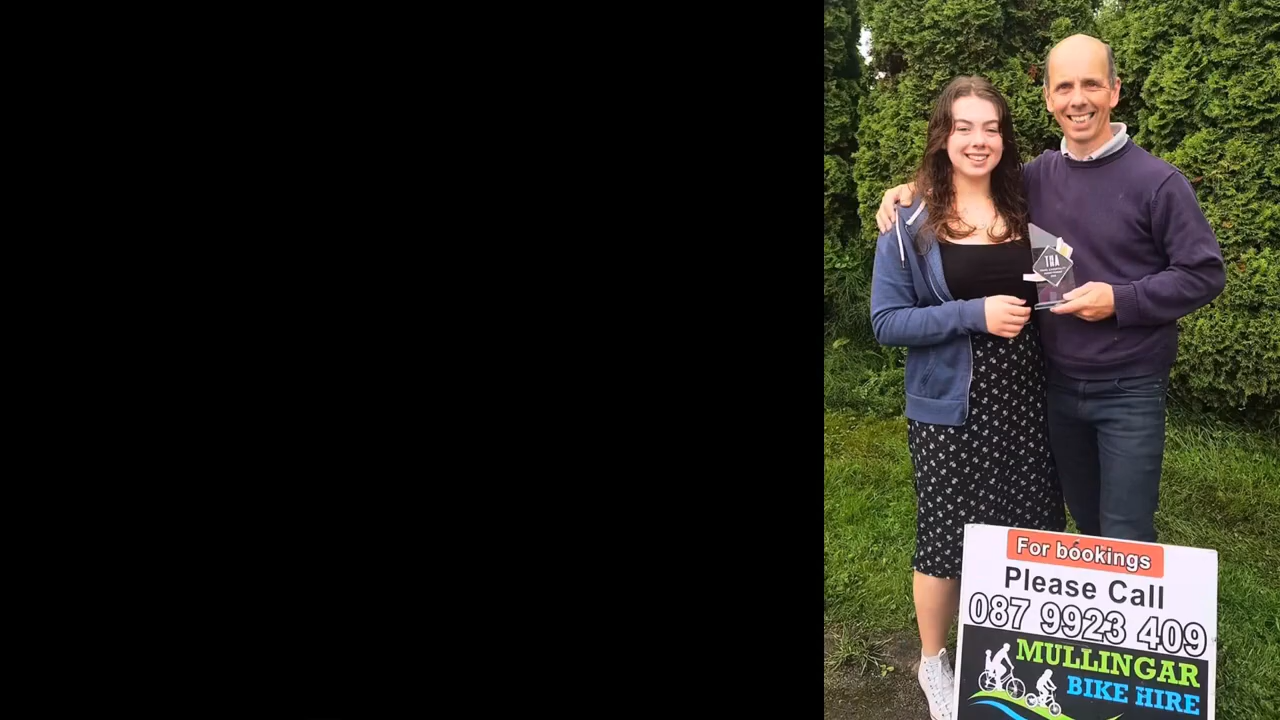 THA
For bookings
Please Call
087 9923 409
MULLINGAR
BIKE HIRE